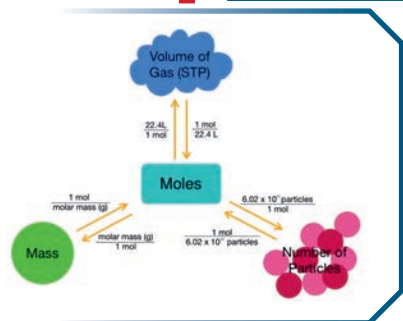 Volume of
Gas (STP)
22.4L
1 mol
1 mol
22.4 L
Moles
1 mol
molar mass (g)
molar mass (g)
1 mol
6.02 x 10 particles
1 mol
1 mol
6.02 x 10 particles
Mass
Number of
Particles